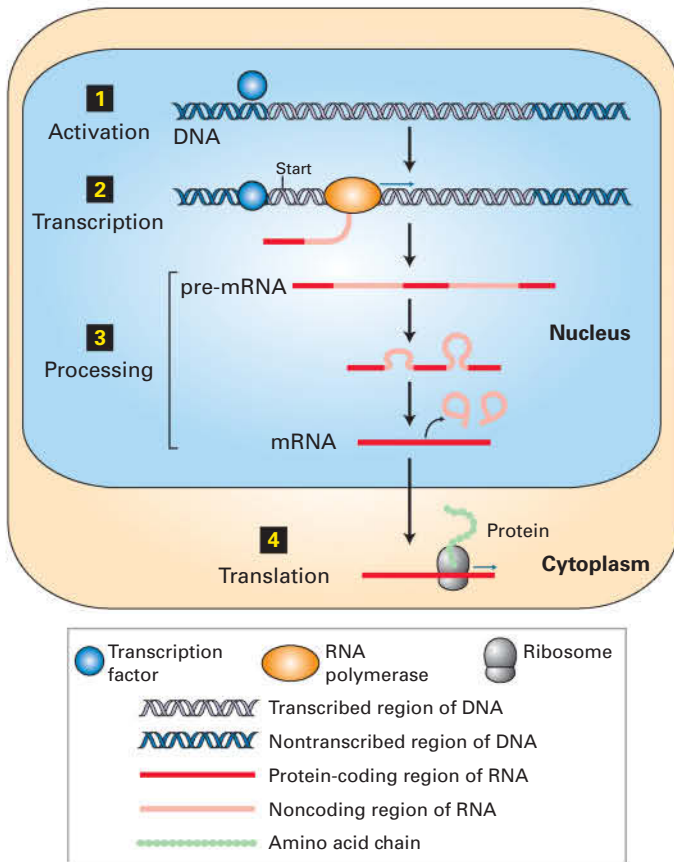 1
Activation
DNA
2
Transcription
Start
pre-mRNA
3
Processing
Nucleus
mRNA
4
Translation
Protein
Cytoplasm
Transcription
factor
RNA
polymerase
Ribosome
Transcribed region of DNA
Nontranscribed region of DNA
Protein-coding region of RNA
Noncoding region of RNA
Amino acid chain